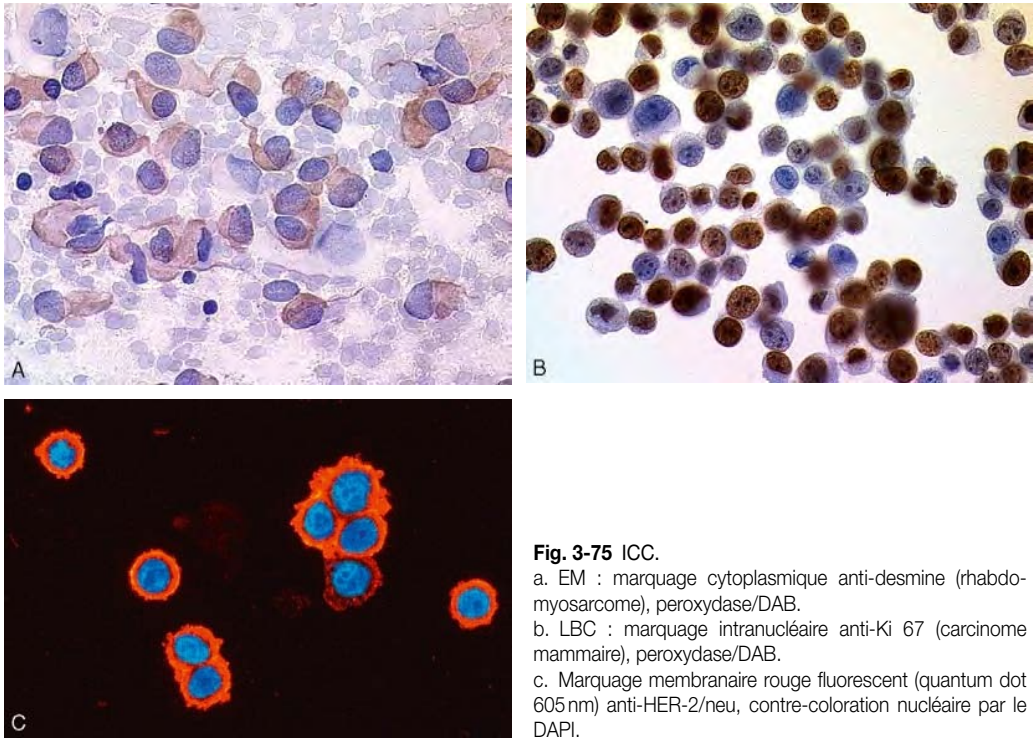 A
B
C
Fig. 3-75 ICC.
a. EM : marquage cytoplasmique anti-desmine (rhabdo-
myosarcome), peroxydase/DAB.
b. LBC : marquage intranucléaire anti-Ki 67 (carcinome
mammaire), peroxydase/DAB.
c. Marquage membranaire rouge fluorescent (quantum dot
605 nm) anti-HER-2/neu, contre-coloration nucléaire par le
DAPI.